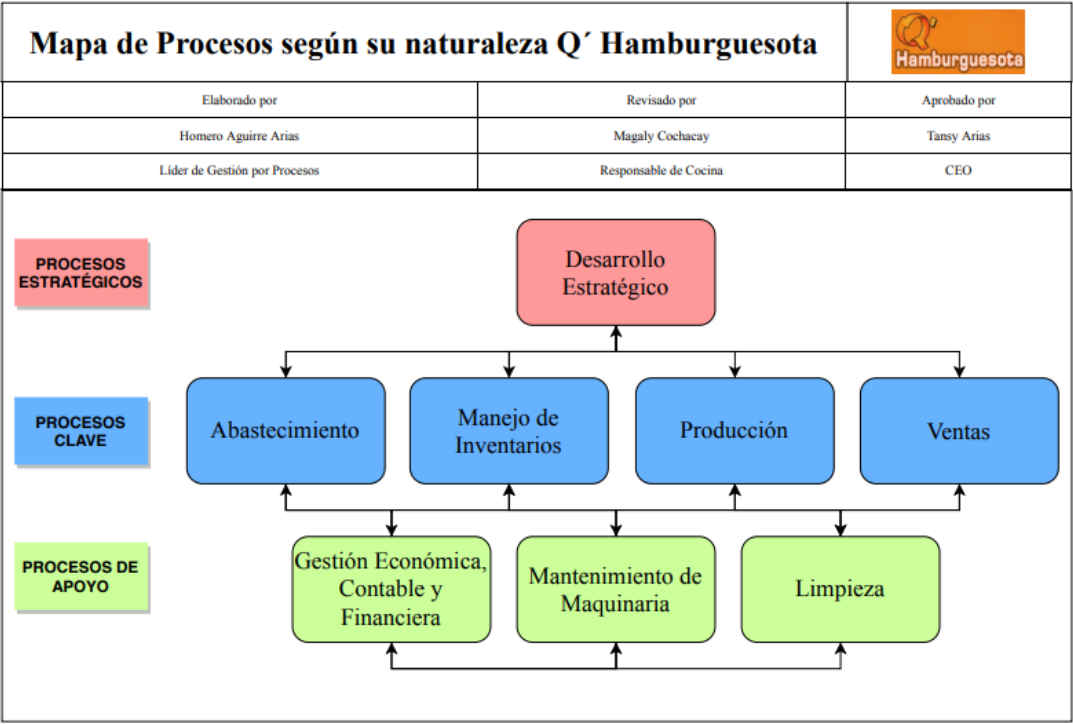 Mapa de Procesos según su naturaleza Q´ Hamburguesota
Q'
Hamburguesota
Elaborado por
Revisado por
Aprobado por
Homero Aguirre Arias
Magaly Cochacay
Tansy Arias
Líder de Gestión por Procesos
Responsable de Cocina
CEO
PROCESOS
ESTRATÉGICOS
Desarrollo
Estratégico
PROCESOS
CLAVE
Abastecimiento
Manejo de
Inventarios
Producción
Ventas
PROCESOS DE
APOYO
Gestión Económica,
Contable y
Financiera
Mantenimiento de
Maquinaria
Limpieza